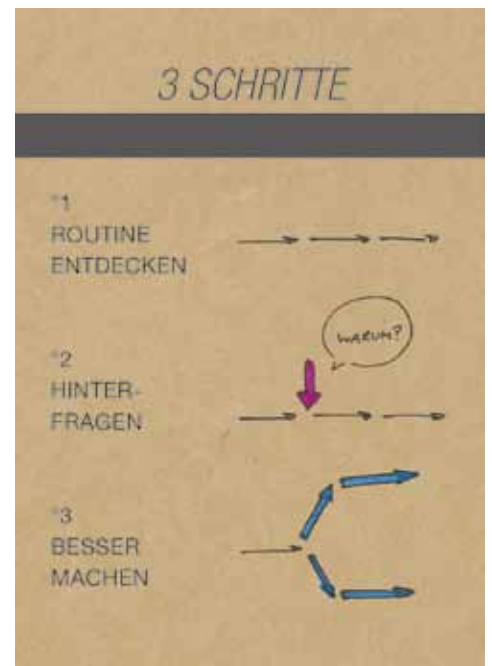 3 SCHRITTE
°1
ROUTINE
ENTDECKEN
WARUM?
°2
HINTER-
FRAGEN
°3
BESSER
MACHEN